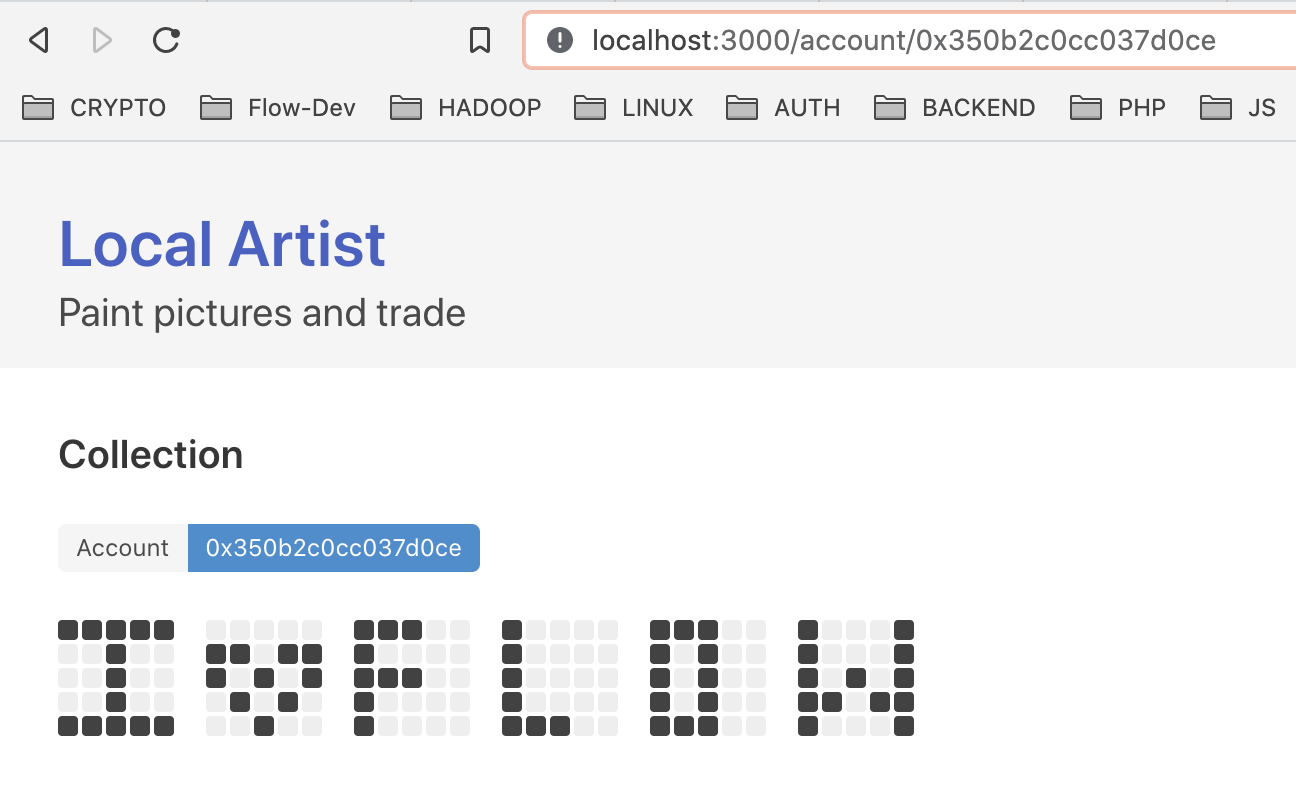 localhost:3000/account/0x350b2c0cc037d0ce
CRYPTO Flow-Dev HADOOP LINUX AUTH BACKEND PHP JS
Local Artist
Paint pictures and trade
Collection
Account 0x350b2c0cc037d0ce
I ♥ F L O W